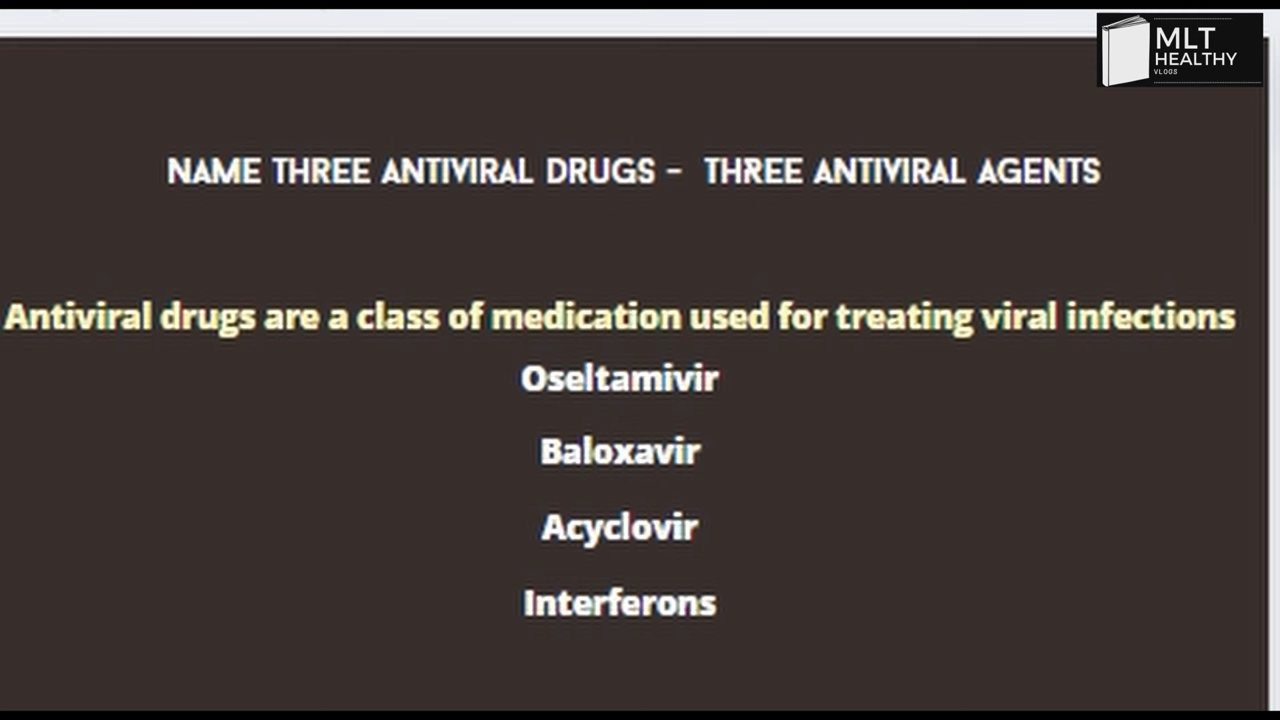 MLT
HEALTHY
VLOGS
NAME THREE ANTIVIRAL DRUGS - THREE ANTIVIRAL AGENTS
Antiviral drugs are a class of medication used for treating viral infections
Oseltamivir
Baloxavir
Acyclovir
Interferons